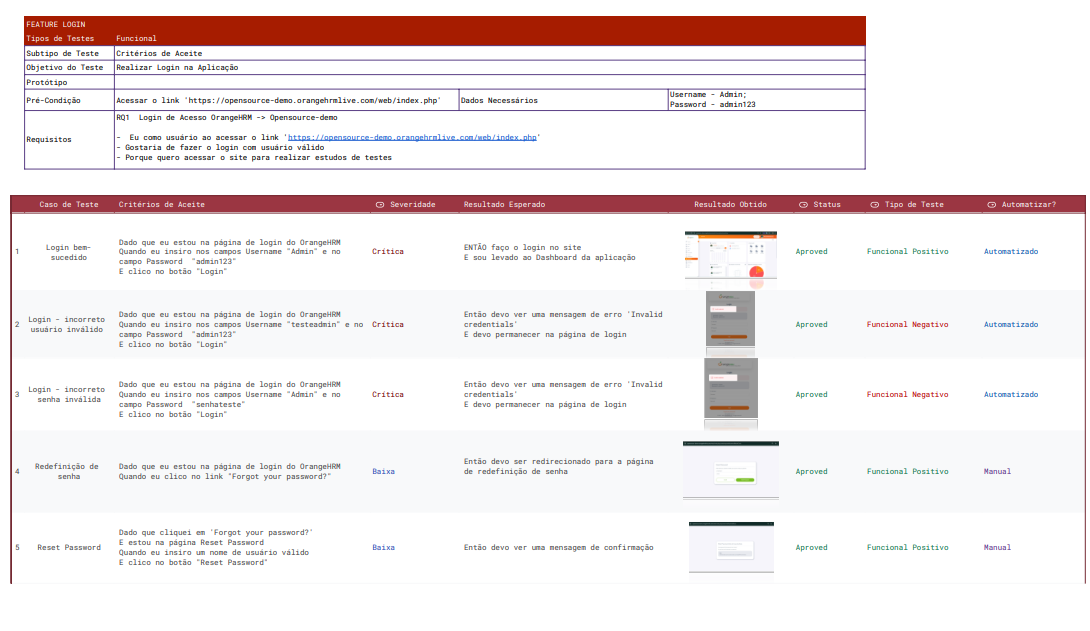 FEATURE LOGIN
Tipos de Testes Funcional
Subtipo de Teste Critérios de Aceite
Objetivo do Teste Realizar Login na Aplicação
Protótipo
Pré-Condição Acessar o link 'https://opensource-demo.orangehrmlive.com/web/index.php' Dados Necessários
Username - Admin;
Password - admin123
Requisitos
RQ1 Login de Acesso OrangeHRM -> Opensource-demo
- Eu como usuário ao acessar o link 'https://opensource-demo.orangehrmlive.com/web/index.php'
- Gostaria de fazer o login com usuário válido
- Porque quero acessar o site para realizar estudos de testes
Caso de Teste Critérios de Aceite Severidade Resultado Esperado Resultado Obtido Status Tipo de Teste Automatizar?
1
Login bem-
sucedido
Dado que eu estou na página de login do OrangeHRM
Quando eu insiro nos campos Username "Admin" e no
campo Password "admin123"
E clico no botão "Login"
Crítica
ENTÃO faço o login no site
E sou levado ao Dashboard da aplicação
Aproved
Funcional Positivo
Automatizado
2
Login - incorreto
usuário inválido
Dado que eu estou na página de login do OrangeHRM
Quando eu insiro nos campos Username "testeadmin" e no
campo Password "admin123"
E clico no botão "Login"
Crítica
Então devo ver uma mensagem de erro 'Invalid
credentials'
E devo permanecer na página de login
Aproved
Funcional Negativo
Automatizado
3
Login - incorreto
senha inválida
Dado que eu estou na página de login do OrangeHRM
Quando eu insiro nos campos Username "Admin" e no
campo Password "senhateste"
E clico no botão "Login"
Crítica
Então devo ver uma mensagem de erro 'Invalid
credentials'
E devo permanecer na página de login
Aproved
Funcional Negativo
Automatizado
4
Redefinição de
senha
Dado que eu estou na página de login do OrangeHRM
Quando eu clico no link "Forgot your password?"
Baixa
Então devo ser redirecionado para a página
de redefinição de senha
Aproved
Funcional Positivo
Manual
5
Reset Password
Dado que cliquei em 'Forgot your password?'
E estou na página Reset Password
Quando eu insiro um nome de usuário válido
E clico no botão "Reset Password"
Baixa
Então devo ver uma mensagem de confirmação
Aproved
Funcional Positivo
Manual